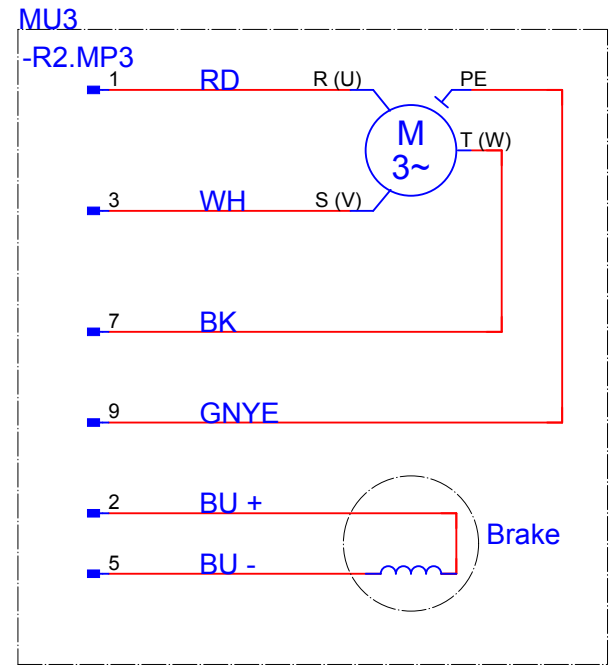 MU3
-R2.MP3
1 RD R (U) PE
M
3~
T (W)
3 WH S (V)
7 BK
9 GNYE
2 BU +
Brake
5 BU -